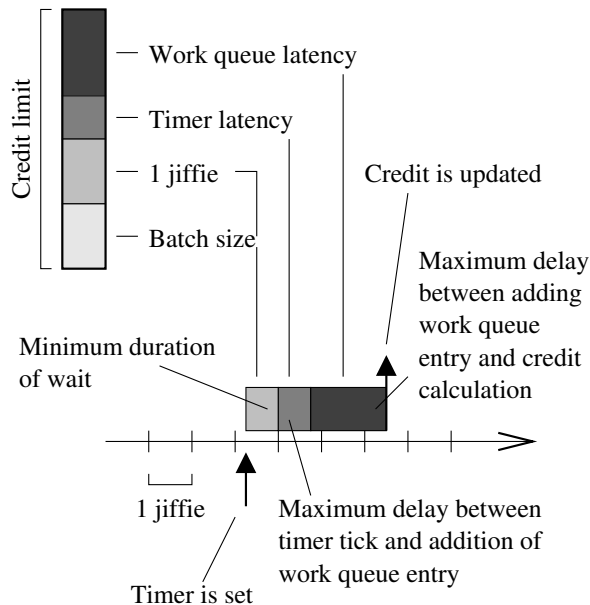 Credit limit
Work queue latency
Timer latency
1 jiffie
Batch size
Credit is updated
Maximum delay
between adding
work queue
entry and credit
calculation
Minimum duration
of wait
1 jiffie
Maximum delay between
timer tick and addition of
work queue entry
Timer is set